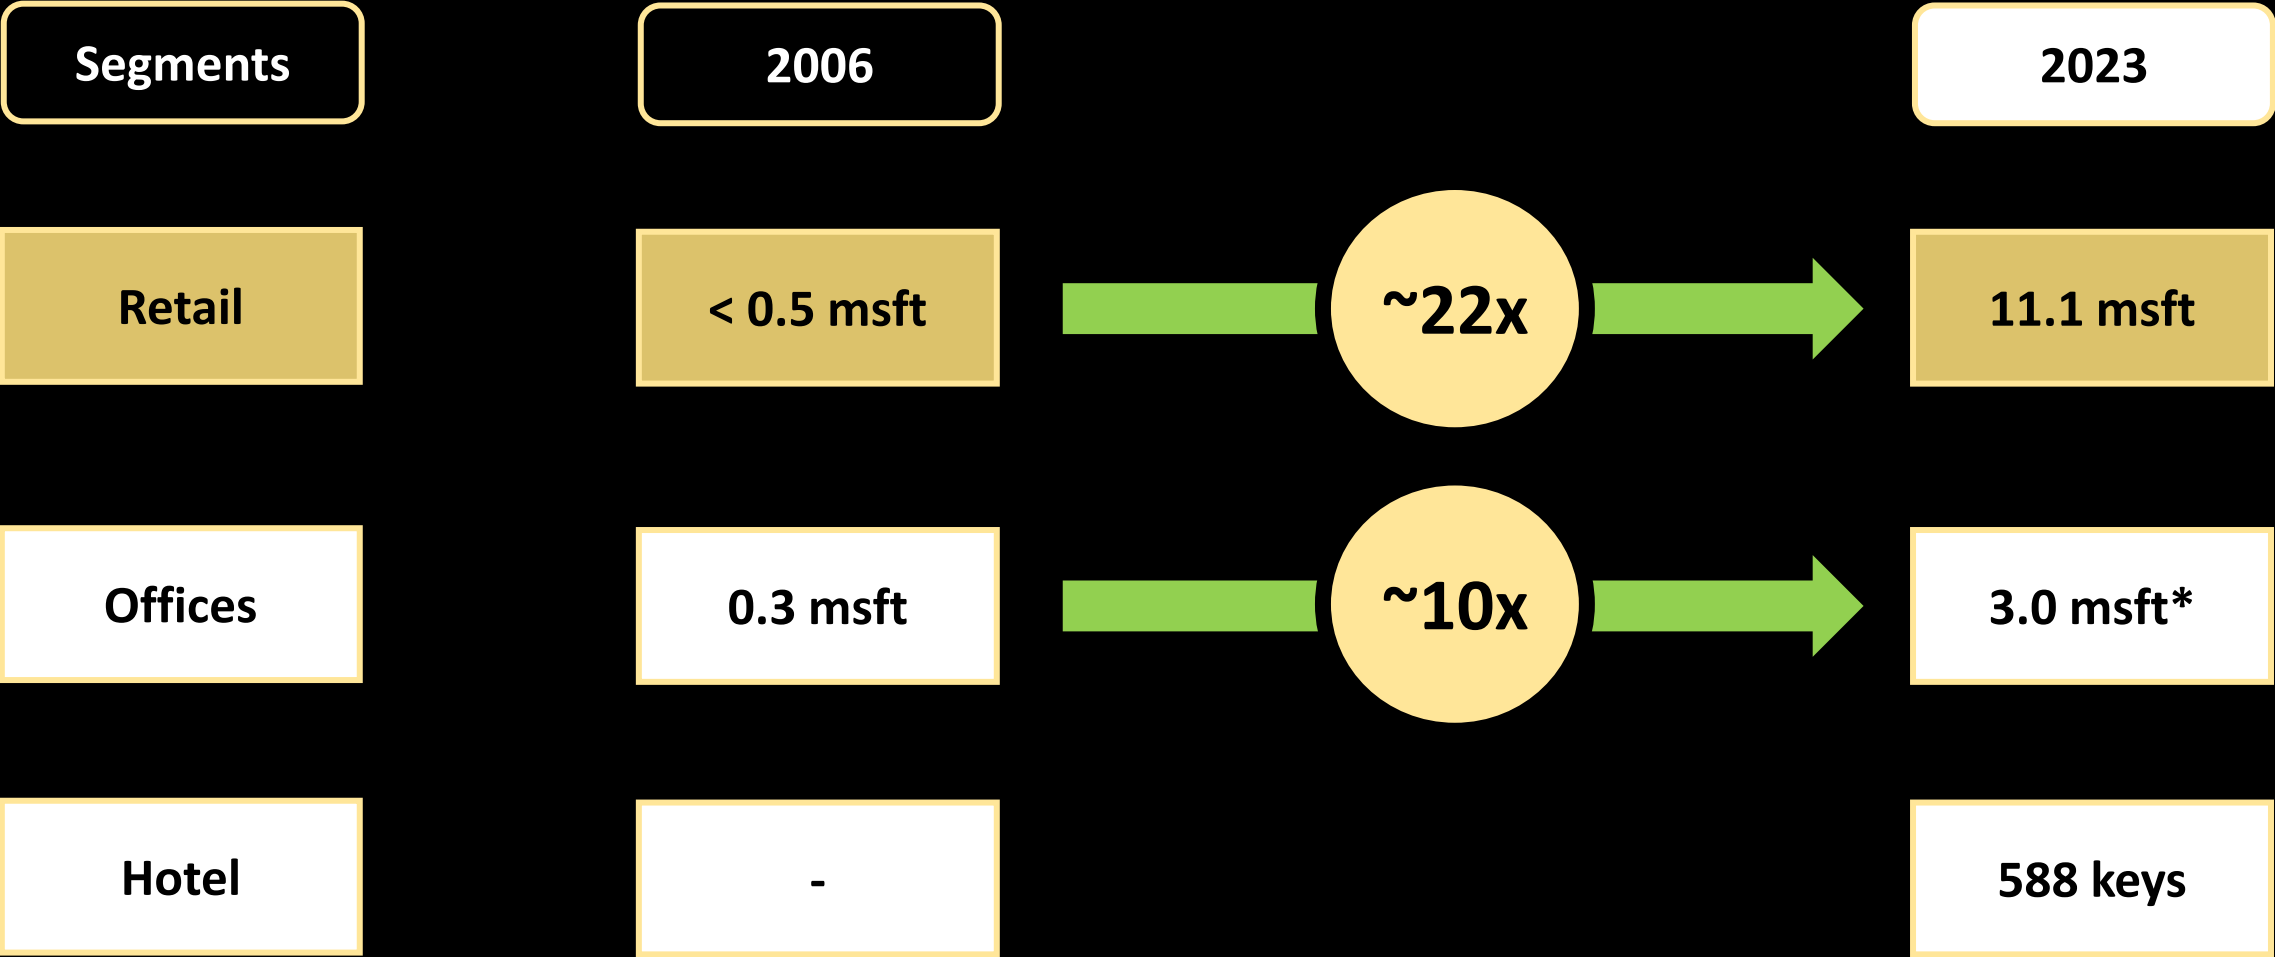 Segments
2006
2023
Retail
< 0.5 msft
~22x
11.1 msft
Offices
0.3 msft
~10x
3.0 msft*
Hotel
-
588 keys